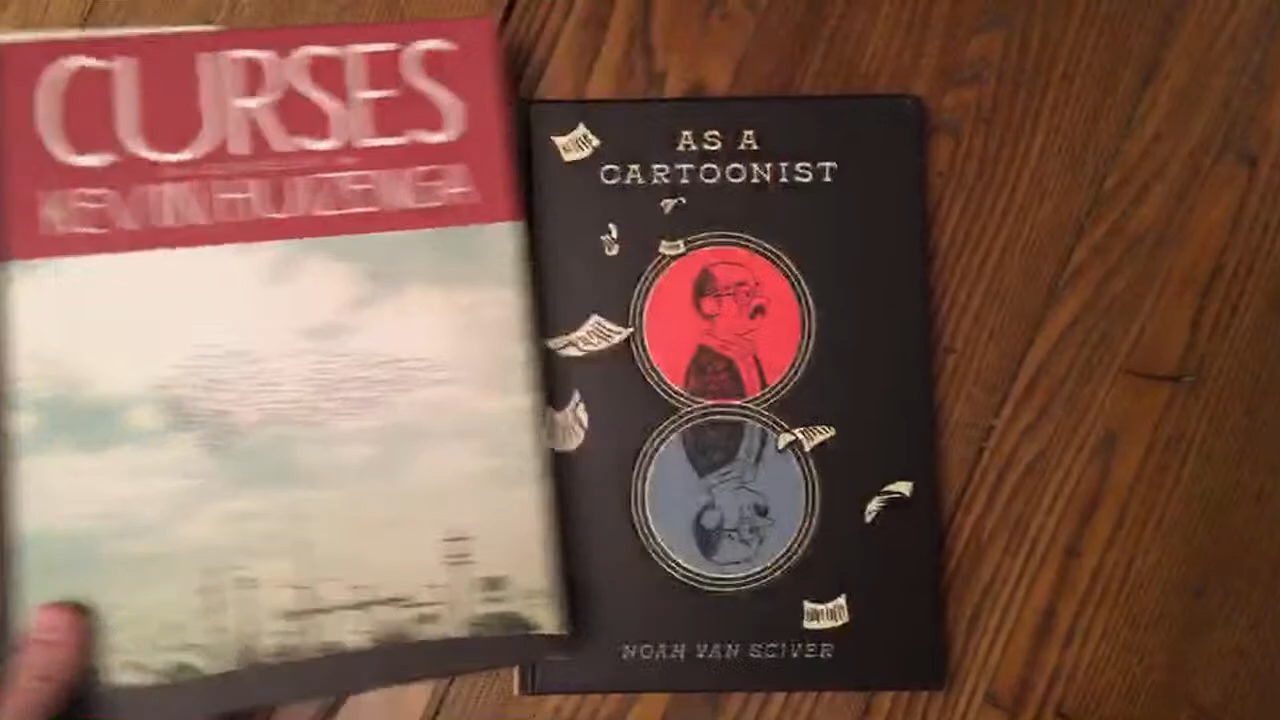 CURSES
KEVIN HUIZENGA
AS A
CARTOONIST
NOAH VAN SCIVER